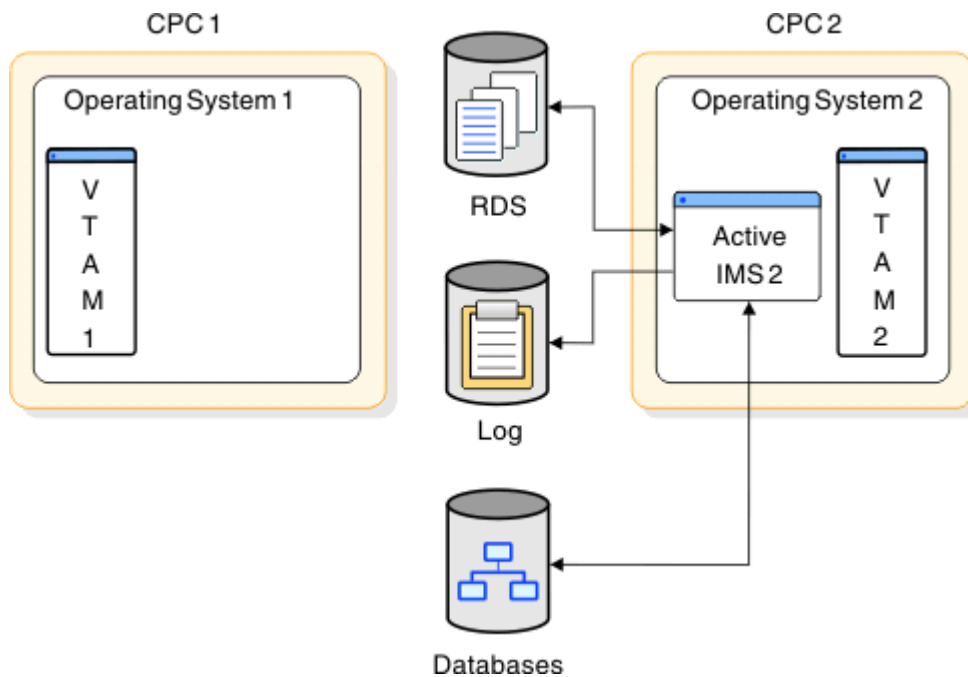 CPC 1
CPC 2
Operating System 1
V
T
A
M
1
RDS
Log
Databases
Operating System 2
Active
IMS 2
V
T
A
M
2